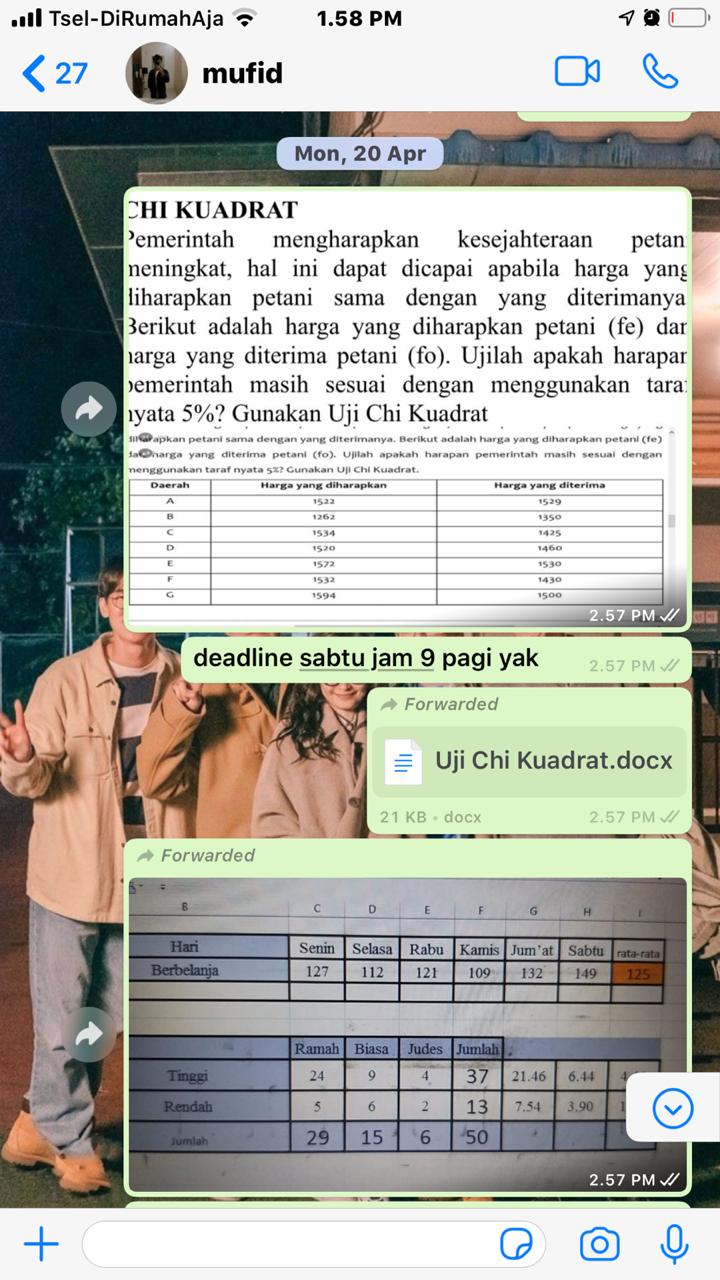 Tsel-DiRumahAja
1.58 PM
27
mufid
Mon, 20 Apr
CHI KUADRAT
Pemerintah mengharapkan kesejahteraan petan
meningkat, hal ini dapat dicapai apabila harga yang
diharapkan petani sama dengan yang diterimanya
Berikut adalah harga yang diharapkan petani (fe) dan
harga yang diterima petani (fo). Ujilah apakah harapan
pemerintah masih sesuai dengan menggunakan tara
nyata 5%? Gunakan Uji Chi Kuadrat
diharapkan petani sama dengan yang diterimanya. Berikut adalah harga yang diharapkan petani (fe)
harga yang diterima petani (fo). Ujilah apakah harapan pemerintah masih sesuai dengan
menggunakan taraf nyata 5%? Gunakan Uji Chi Kuadrat.
Daerah Harga yang diharapkan Harga yang diterima
A 1522 1529
B 1262 1350
C 1534 1425
D 1520 1460
E 1572 1530
F 1532 1430
G 1594 1500
2.57 PM
deadline sabtu jam 9 pagi yak
2.57 PM
Forwarded
Uji Chi Kuadrat.docx
21 KB • docx
2.57 PM
Forwarded
B C D E F G H I
Hari Senin Selasa Rabu Kamis Jum'at Sabtu rata-rata
Berbelanja 127 112 121 109 132 149 125
Ramah Biasa Judes Jumlah
Tinggi 24 9 4 37 21.46 6.44 4
Rendah 5 6 2 13 7.54 3.90 1
Jumlah 29 15 6 50
2.57 PM